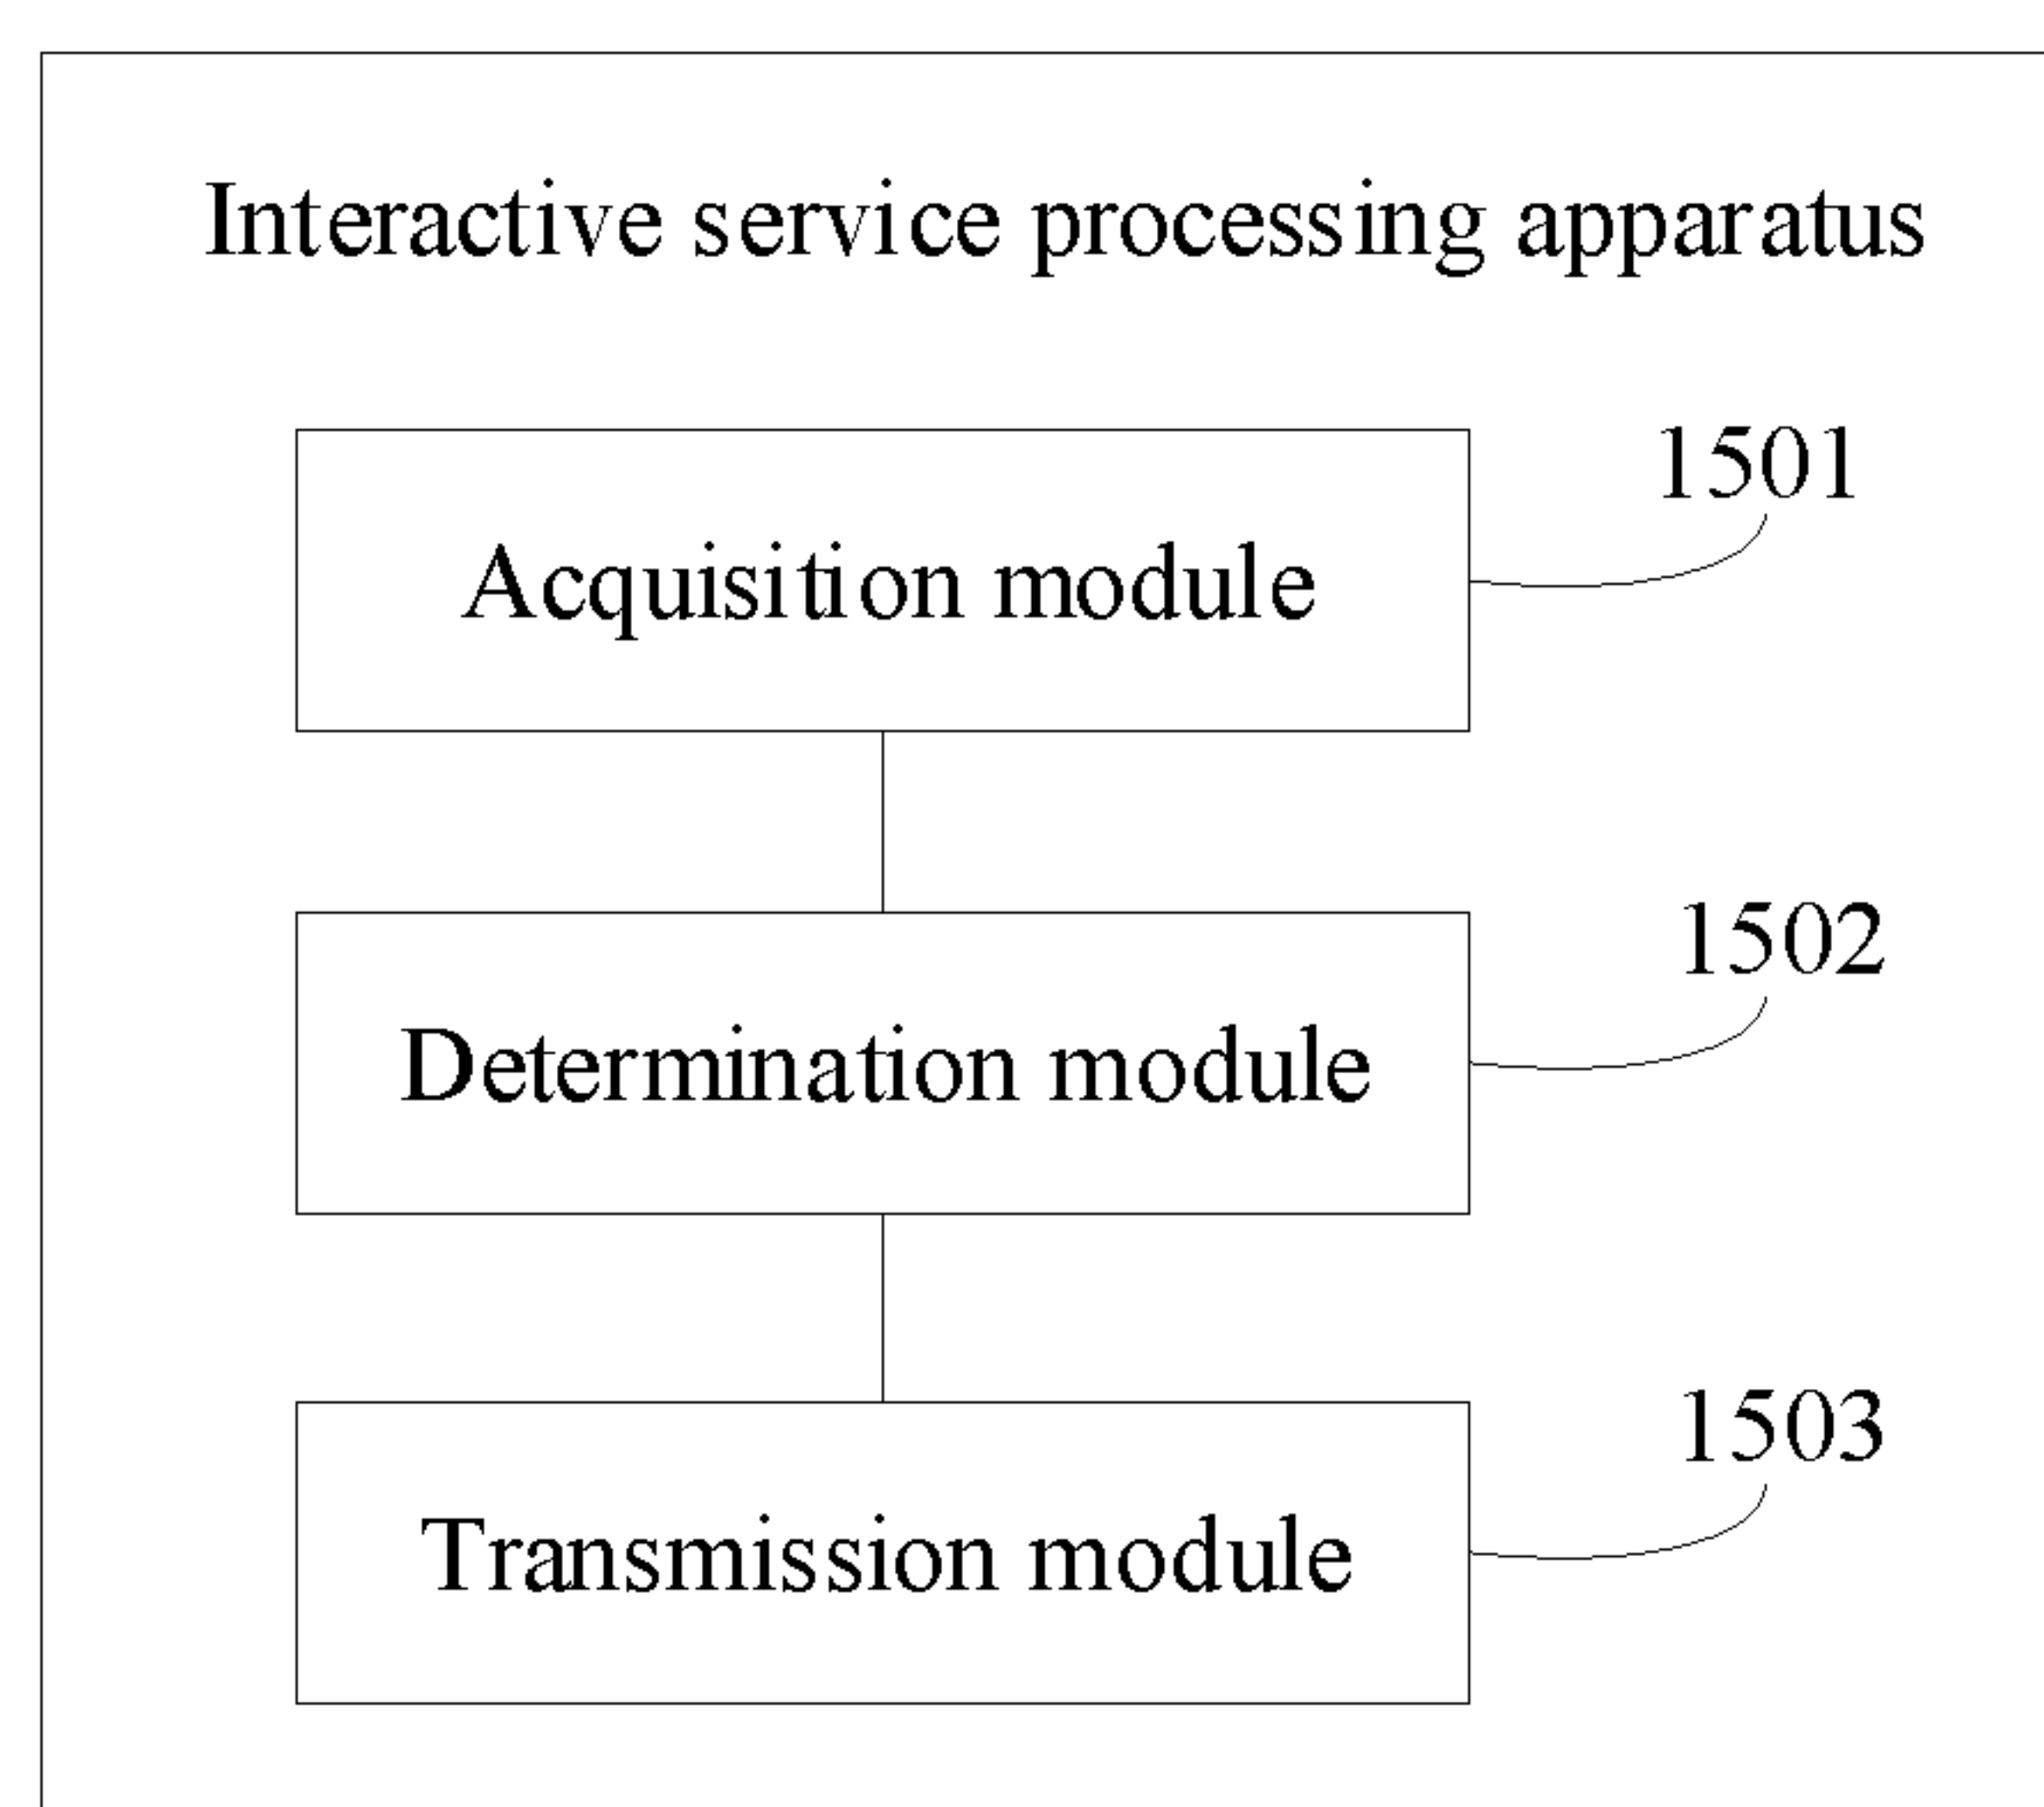 Interactive service processing apparatus
1501
Acquisition module
1502
Determination module
1503
Transmission module